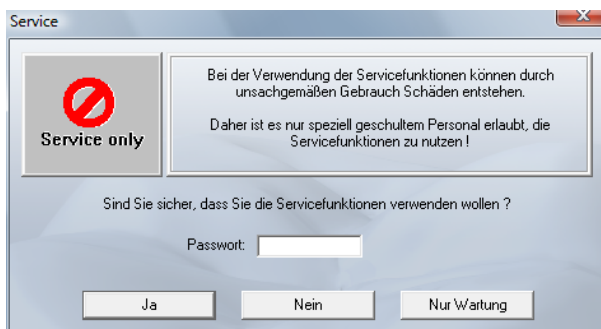 Service
Bei der Verwendung der Servicefunktionen können durch
unsachgemäßen Gebrauch Schäden entstehen.
Daher ist es nur speziell geschultem Personal erlaubt, die
Servicefunktionen zu nutzen !
Service only
Sind Sie sicher, dass Sie die Servicefunktionen verwenden wollen ?
Passwort:
Ja
Nein
Nur Wartung